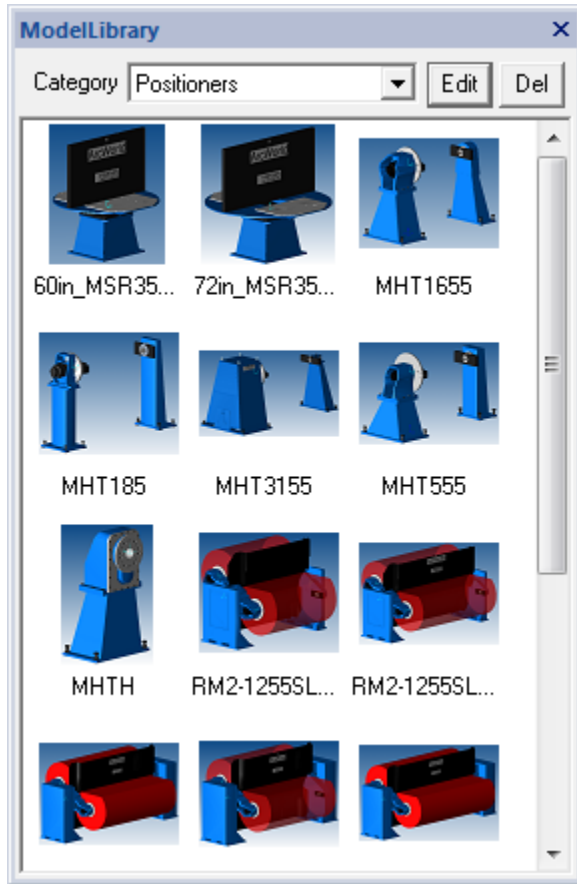 ModelLibrary
Category Positioners Edit Del
60in_MSR35... 72in_MSR35... MHT1655
MHT185 MHT3155 MHT555
MHTH RM2-1255SL... RM2-1255SL...